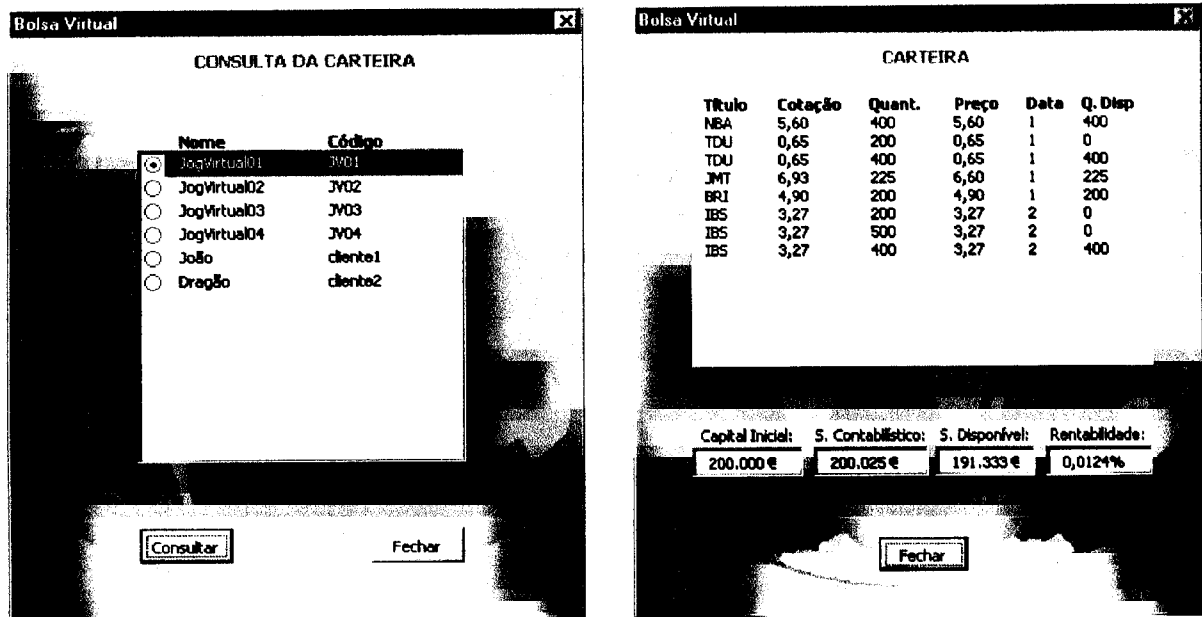 Bolsa Virtual
CONSULTA DA CARTEIRA
Nome Código
JogVirtual01 JV01
JogVirtual02 JV02
JogVirtual03 JV03
JogVirtual04 JV04
João cliente1
Dragão cliente2
Consultar Fechar
Bolsa Virtual
CARTEIRA
Título Cotação Quant. Preço Data Q. Disp
NBA 5,60 400 5,60 1 400
TDU 0,65 200 0,65 1 0
TDU 0,65 400 0,65 1 400
JMT 6,93 225 6,60 1 225
BRI 4,90 200 4,90 1 200
IBS 3,27 200 3,27 2 0
IBS 3,27 500 3,27 2 0
IBS 3,27 400 3,27 2 400
Capital Inicial: S. Contabilístico: S. Disponível: Rentabilidade:
200.000 € 200.025 € 191.333 € 0,0124%
Fechar